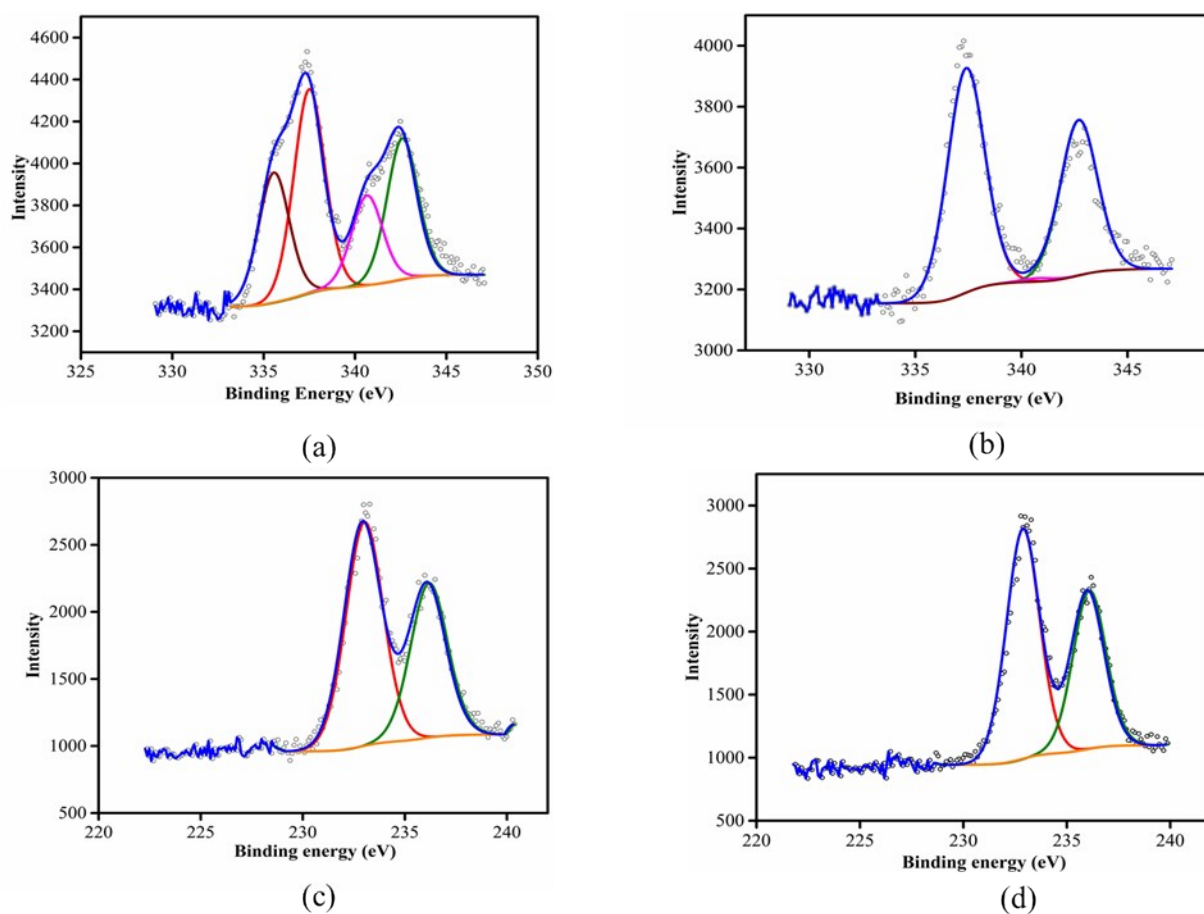 4600
4400
4200
4000
3800
3600
3400
3200
Intensity
325 330 335 340 345 350
Binding Energy (eV)
(a)
4000
3800
3600
3400
3200
3000
Intensity
330 335 340 345
Binding energy (eV)
(b)
3000
2500
2000
1500
1000
500
Intensity
220 225 230 235 240
Binding energy (eV)
(c)
3000
2500
2000
1500
1000
500
Intensity
220 225 230 235 240
Binding energy (eV)
(d)